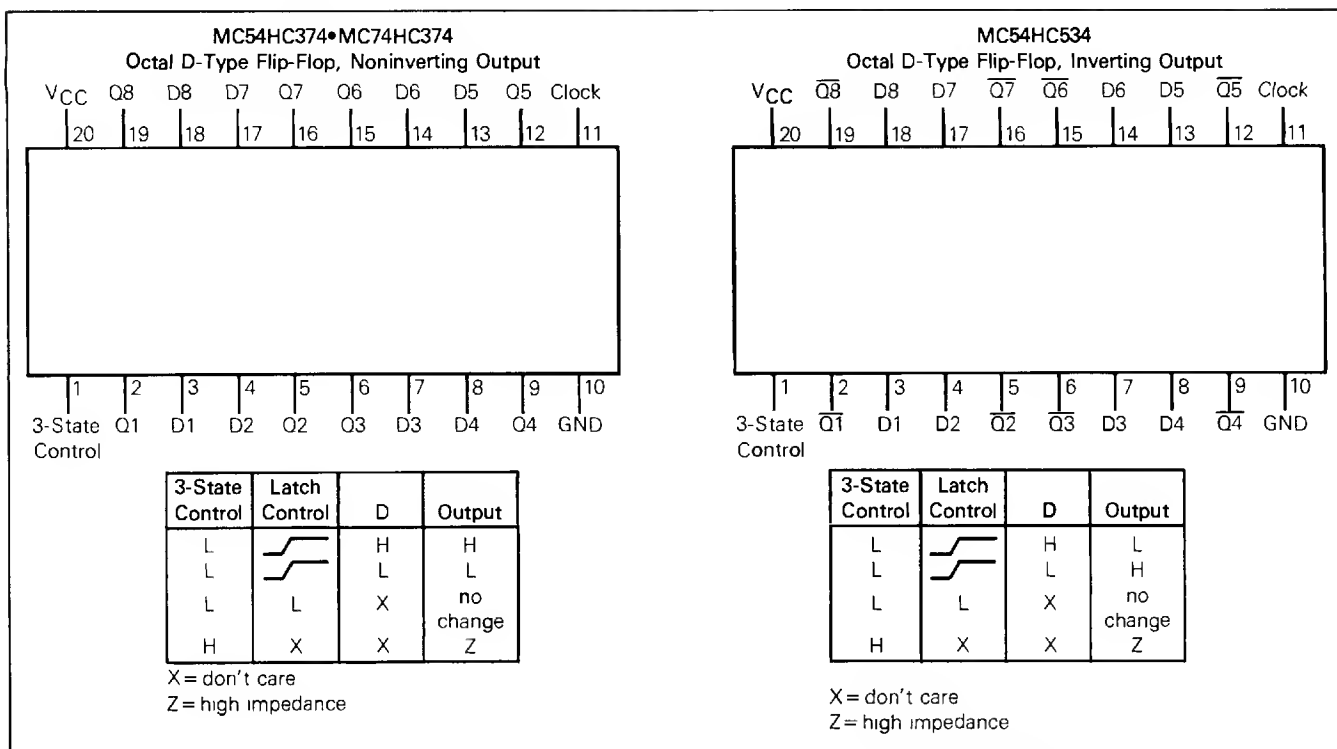 MC54HC374•MC74HC374
Octal D-Type Flip-Flop, Noninverting Output
VCC Q8 D8 D7 Q7 Q6 D6 D5 Q5 Clock
20 19 18 17 16 15 14 13 12 11
1 2 3 4 5 6 7 8 9 10
3-State Control Q1 D1 D2 Q2 Q3 D3 D4 Q4 GND
3-State Control Latch Control D Output
L H H
L L L
L L X no change
H X X Z
X = don't care
Z = high impedance
MC54HC534
Octal D-Type Flip-Flop, Inverting Output
VCC Q̅8̅ D8 D7 Q̅7̅ Q̅6̅ D6 D5 Q̅5̅ Clock
20 19 18 17 16 15 14 13 12 11
1 2 3 4 5 6 7 8 9 10
3-State Control Q̅1̅ D1 D2 Q̅2̅ Q̅3̅ D3 D4 Q̅4̅ GND
3-State Control Latch Control D Output
L H L
L L H
L L X no change
H X X Z
X = don't care
Z = high impedance